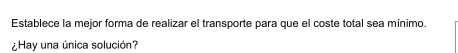 Establece la mejor forma de realizar el transporte para que el coste total sea mínimo.
¿Hay una única solución?